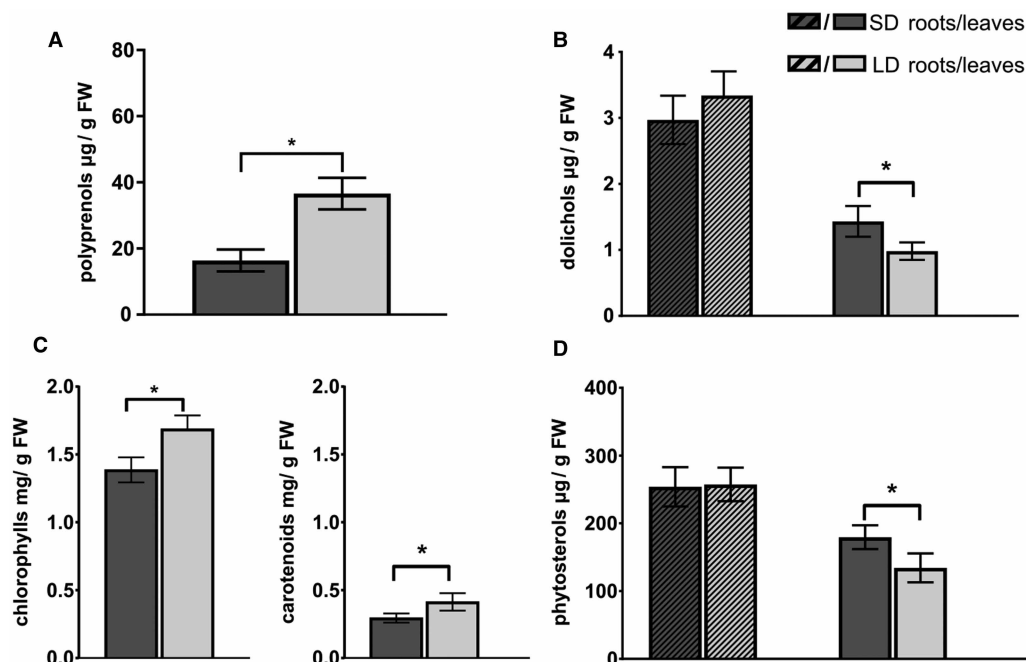 / SD roots/leaves
/ LD roots/leaves
A
polyprenols µg/ g FW
80
60
40
20
0
*
B
dolichols µg/ g FW
4
3
2
1
0
*
C
chlorophylls mg/ g FW
2.0
1.5
1.0
0.5
0.0
*
carotenoids mg/ g FW
2.0
1.5
1.0
0.5
0.0
*
D
phytosterols µg/ g FW
400
300
200
100
0
*